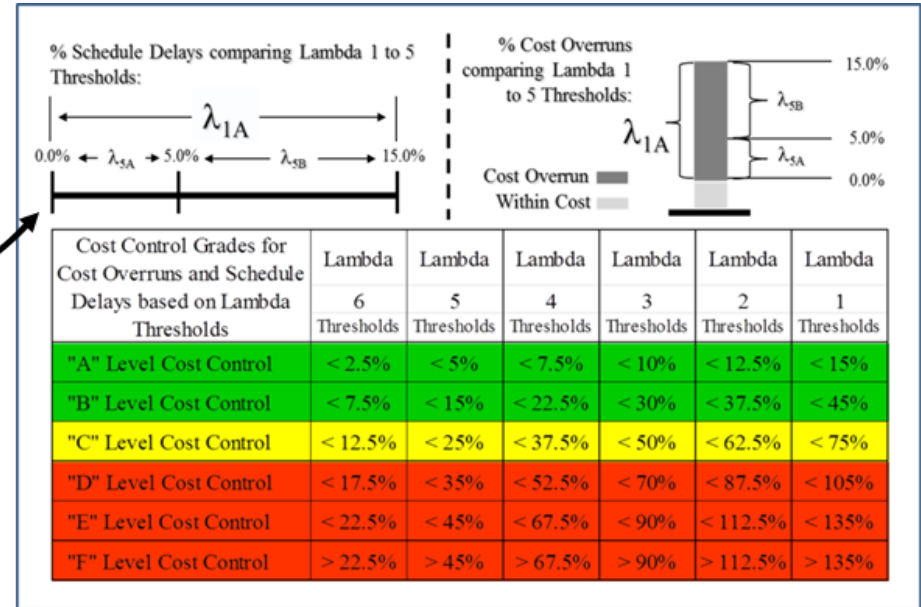 % Schedule Delays comparing Lambda 1 to 5
Thresholds:
λ1A
0.0% λ5A 5.0% λ5B 15.0%
% Cost Overruns
comparing Lambda 1
to 5 Thresholds:
15.0%
λ5B
λ1A
5.0%
λ5A
0.0%
Cost Overrun
Within Cost
Cost Control Grades for
Cost Overruns and Schedule
Delays based on Lambda
Thresholds
Lambda Lambda Lambda Lambda Lambda Lambda
6 5 4 3 2 1
Thresholds Thresholds Thresholds Thresholds Thresholds Thresholds
"A" Level Cost Control < 2.5% < 5% < 7.5% < 10% < 12.5% < 15%
"B" Level Cost Control < 7.5% < 15% < 22.5% < 30% < 37.5% < 45%
"C" Level Cost Control < 12.5% < 25% < 37.5% < 50% < 62.5% < 75%
"D" Level Cost Control < 17.5% < 35% < 52.5% < 70% < 87.5% < 105%
"E" Level Cost Control < 22.5% < 45% < 67.5% < 90% < 112.5% < 135%
"F" Level Cost Control > 22.5% > 45% > 67.5% > 90% > 112.5% > 135%